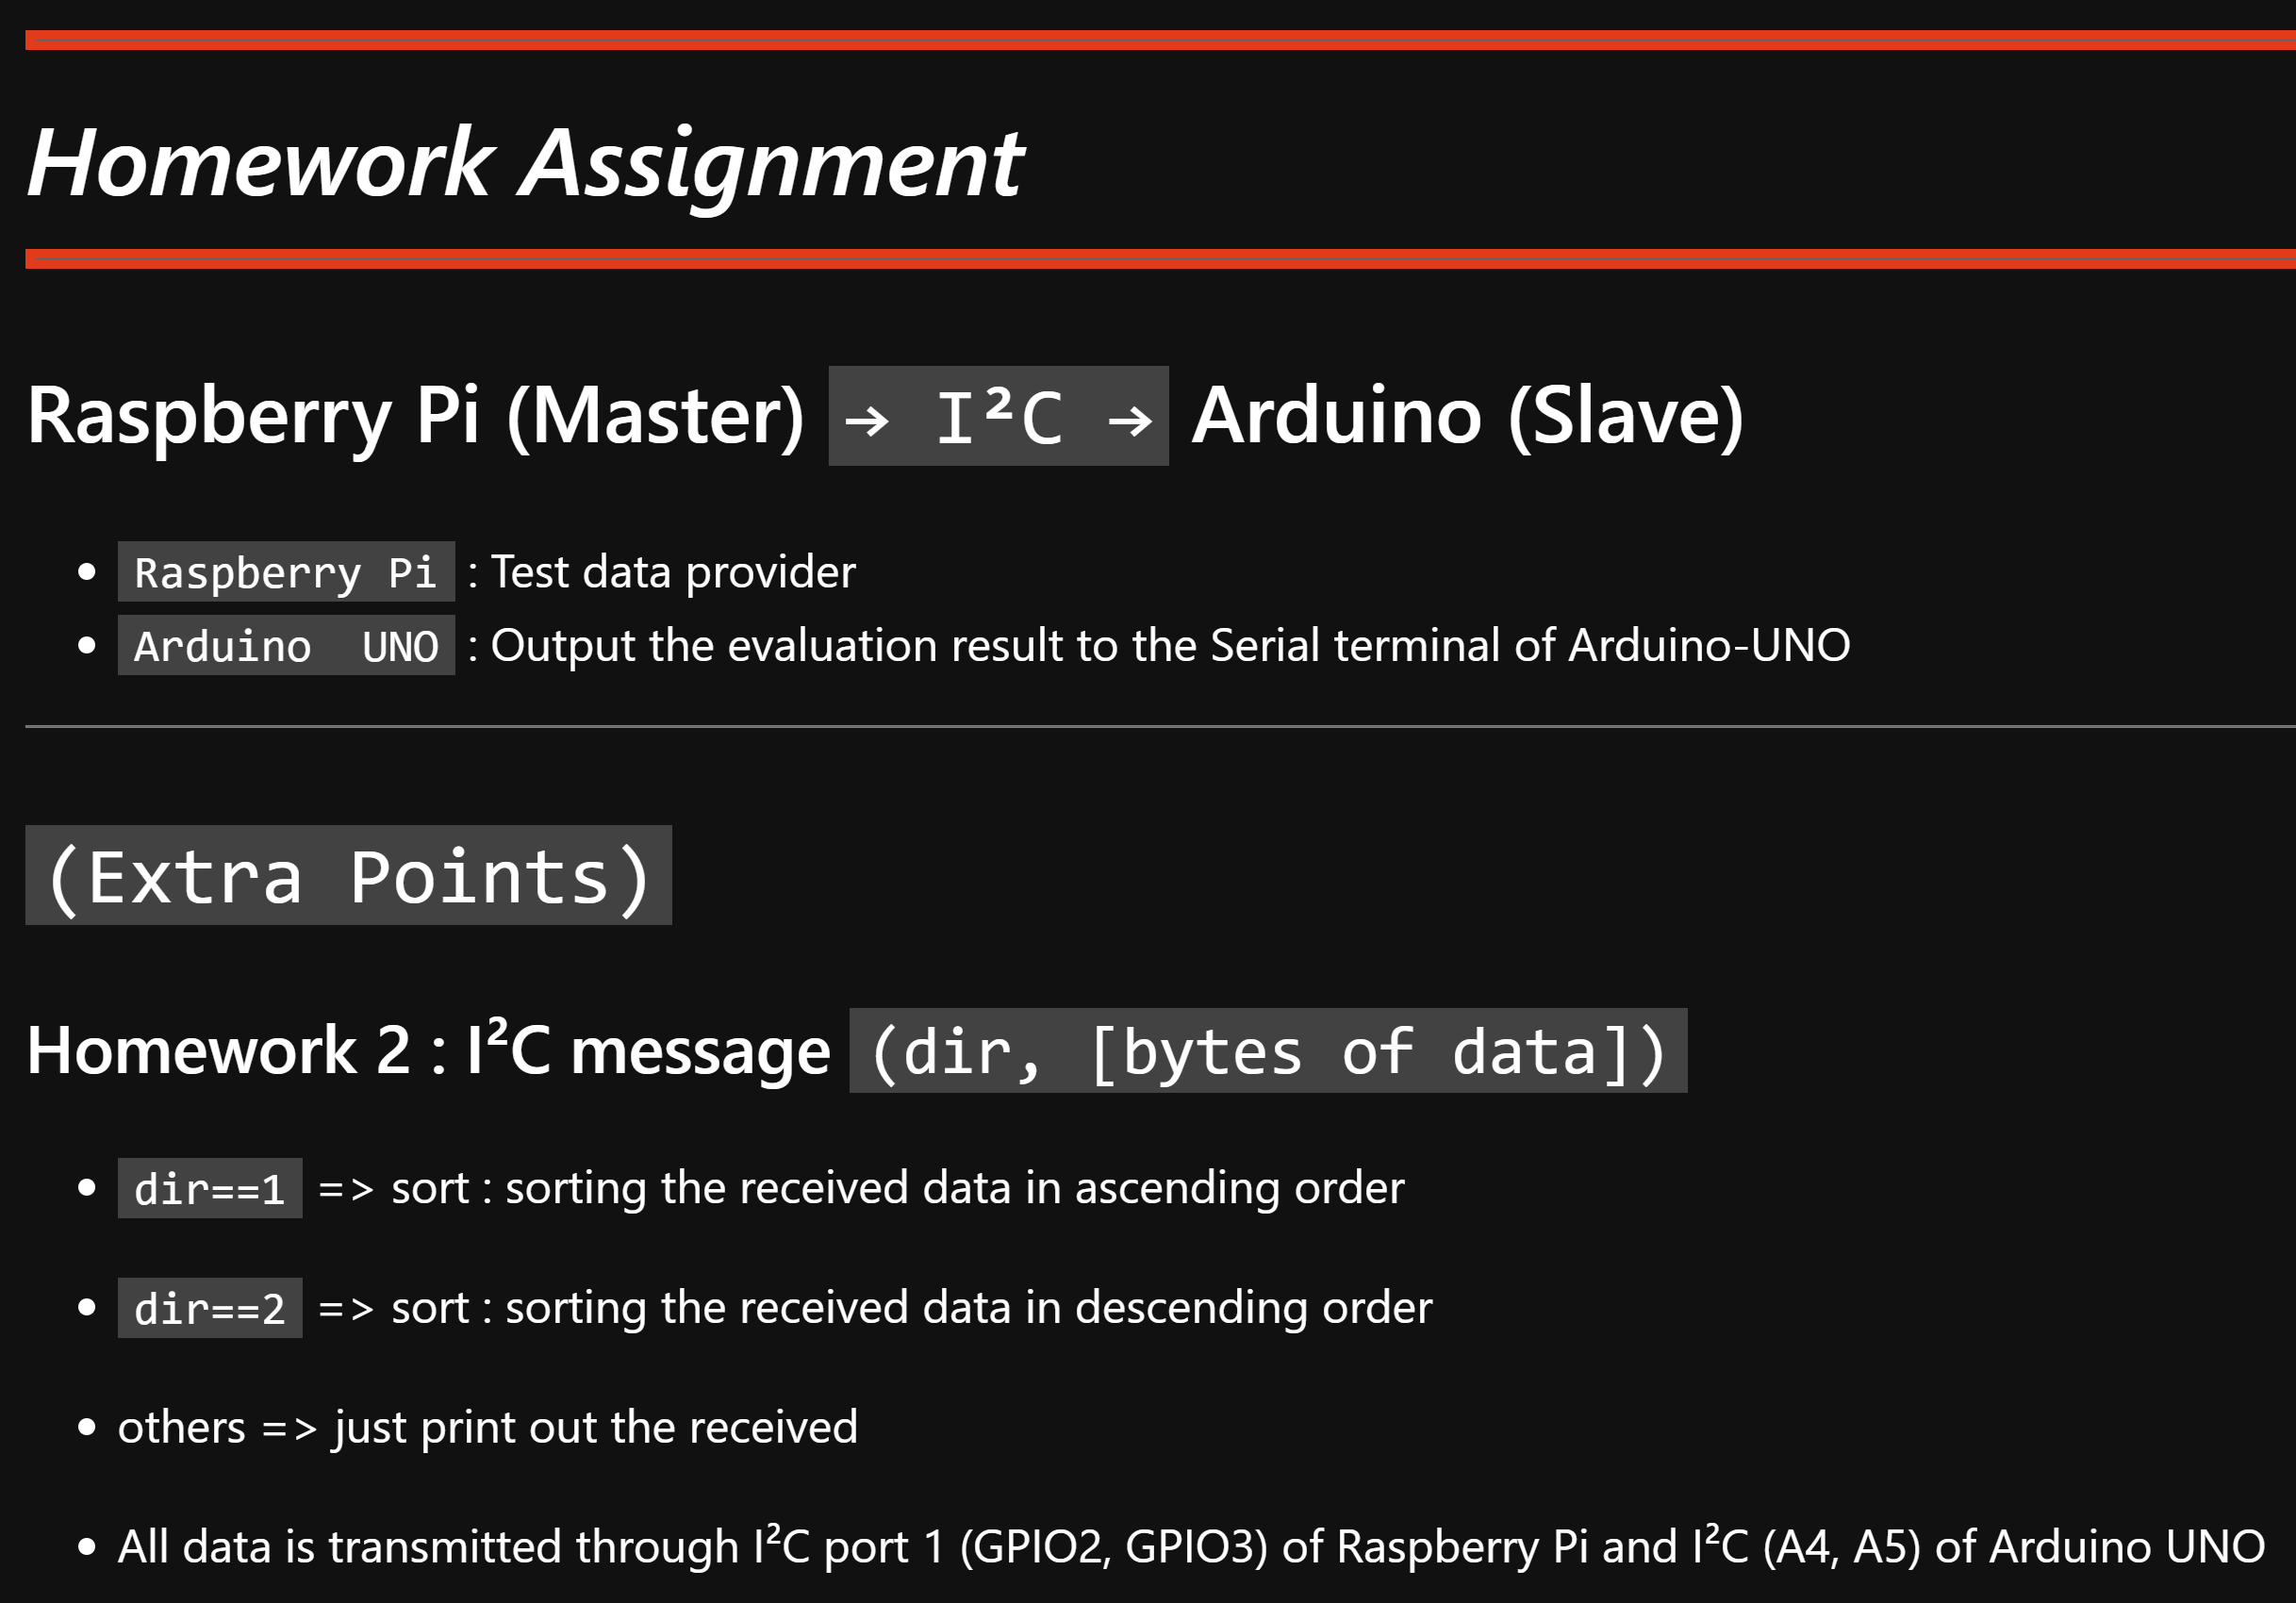 Homework Assignment
Raspberry Pi (Master) → I²C → Arduino (Slave)
Raspberry Pi : Test data provider
Arduino  UNO : Output the evaluation result to the Serial terminal of Arduino-UNO
(Extra Points)
Homework 2 : I²C message (dir, [bytes of data])
dir==1 => sort : sorting the received data in ascending order
dir==2 => sort : sorting the received data in descending order
others => just print out the received
All data is transmitted through I²C port 1 (GPIO2, GPIO3) of Raspberry Pi and I²C (A4, A5) of Arduino UNO